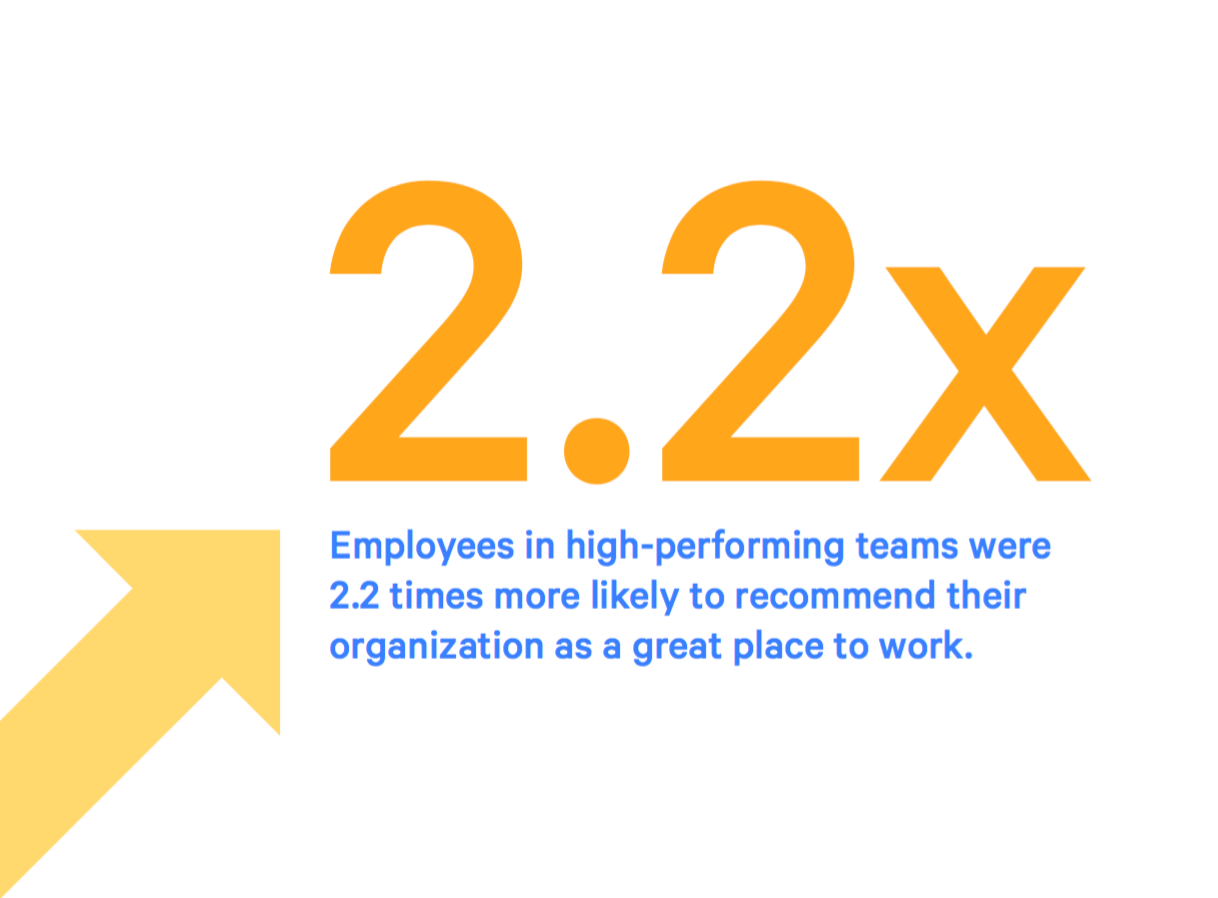 2.2x
Employees in high-performing teams were
2.2 times more likely to recommend their
organization as a great place to work.